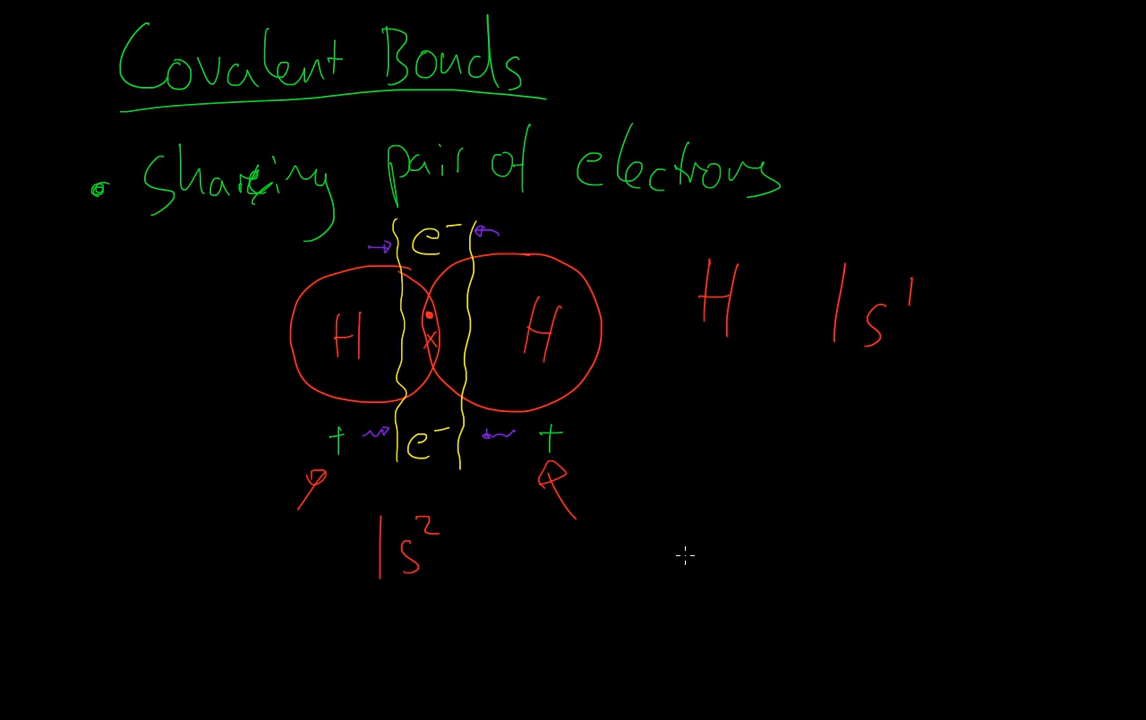 Covalent Bonds
• Sharing pair of electrons
e⁻
H H H 1s¹
+ e⁻ +
1s²